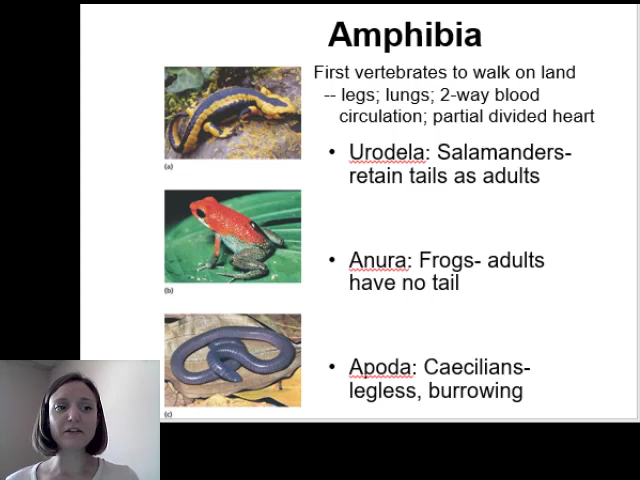 Amphibia
First vertebrates to walk on land
-- legs; lungs; 2-way blood
circulation; partial divided heart
(a)
• Urodela: Salamanders-
retain tails as adults
(b)
• Anura: Frogs- adults
have no tail
(c)
• Apoda: Caecilians-
legless, burrowing